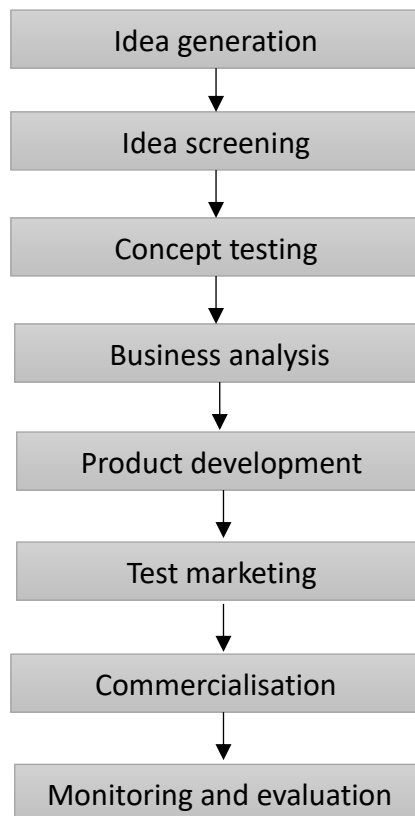 Idea generation
Idea screening
Concept testing
Business analysis
Product development
Test marketing
Commercialisation
Monitoring and evaluation